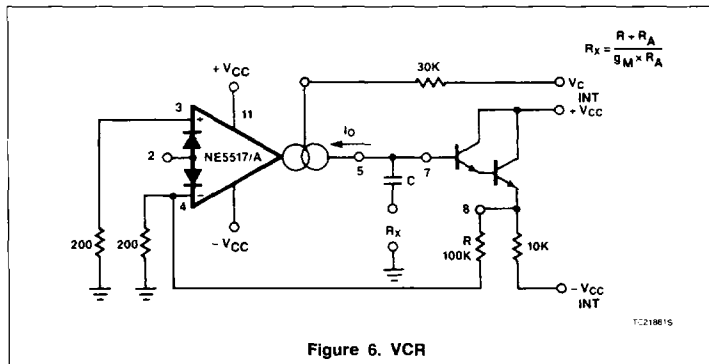 R + R_A
R_X = ─────
g_M × R_A
30K
V_C
INT
+ V_CC
+ V_CC
3
11
+
I_O
2
NE5517/A
5
7
C
4
−
8
− V_CC
R_X
R
100K
10K
200
200
− V_CC
INT
TC21881S
Figure 6. VCR